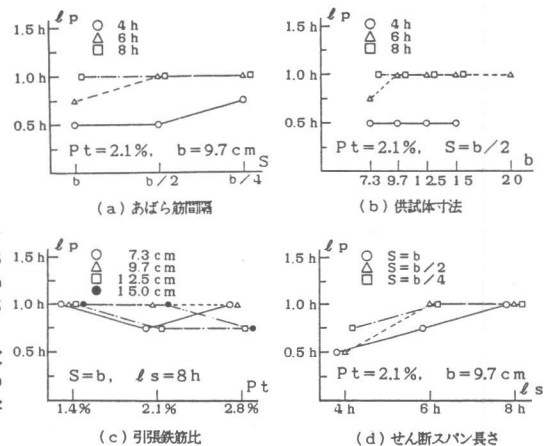 ℓp
1.5h
1.0h
0.5h
○ 4h
△ 6h
□ 8h
Pt=2.1%, b=9.7cm
S
b b/2 b/4
(a) あばら筋間隔
ℓp
1.5h
1.0h
0.5h
○ 4h
△ 6h
□ 8h
Pt=2.1%, S=b/2
b
7.3 9.7 12.5 15 20
(b) 供試体寸法
ℓp
1.5h
1.0h
0.5h
○ 7.3cm
△ 9.7cm
□ 12.5cm
● 15.0cm
S=b, ℓs=8h
Pt
1.4% 2.1% 2.8%
(c) 引張鉄筋比
ℓp
1.5h
1.0h
0.5h
○ S=b
△ S=b/2
□ S=b/4
Pt=2.1%, b=9.7cm
ℓs
4h 6h 8h
(d) せん断スパン長さ